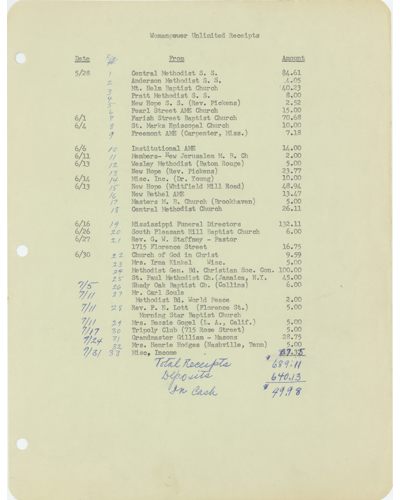 Womanpower Unlimited Receipts
Date From Amount
5/28 1 Central Methodist S. S. 84.61
2 Anderson Methodist S. S. 4.05
3 Mt. Helm Baptist Church 40.23
4 Pratt Methodist S. S. 8.00
5 New Hope S. S. (Rev. Pickens) 2.52
6 Pearl Street AME Church 15.00
6/1 7 Farish Street Baptist Church 70.68
6/4 8 St. Marks Episcopal Church 10.00
9 Freemont AME (Carpenter, Miss.) 7.18
6/6 10 Institutional AME 14.00
6/11 11 Members- New Jerusalem M. B. Ch 2.00
6/13 12 Wesley Methodist (Baton Rouge) 5.00
13 New Hope (Rev. Pickens) 23.77
6/14 14 Misc. Inc. (Dr. Young) 10.00
6/13 15 New Hope (Whitfield Mill Road) 48.94
16 New Bethel AME 13.47
17 Masters M. B. Church (Brookhaven) 5.00
18 Central Methodist Church 26.11
6/16 19 Mississippi Funeral Directors 132.11
6/26 20 South Pleasant Hill Baptist Church 6.00
6/27 21 Rev. G. W. Staffney - Pastor
1715 Florence Street 16.75
6/30 22 Church of God in Christ 9.59
23 Mrs. Irma Kinkel Wisc. 5.00
24 Methodist Gen. Bd. Christian Soc. Con. 100.00
25 St. Paul Methodist Ch.(Jamaica, N.Y. 45.00
7/5 26 Shady Oak Baptist Ch. (Collins) 6.00
7/11 27 Mr. Carl Soule
Methodist Bd. World Peace 2.00
7/11 28 Rev. F. E. Lott (Florence St.) 5.00
Morning Star Baptist Church
7/11 29 Mrs. Bessie Gogel (L. A., Calif.) 5.00
7/17 30 Tripoly Club (715 Rose Street) 5.00
7/24 31 Grandmaster Gilliam - Masons 28.75
32 Mrs. Hodges (Nashville, Tenn) 5.00
7/31 33 Misc. Income
Total Receipts $ 689.11
Deposits 640.13
In Cash $ 49.98